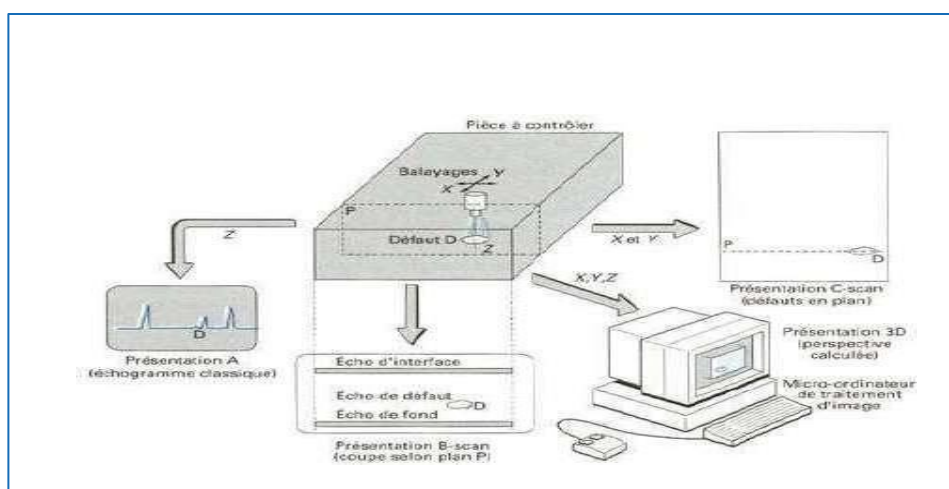 Pièce à contrôler
Balayages
Y
X
P
Défaut D
Z
Z
X et Y
P
D
Présentation C-scan
(défauts en plan)
X,Y,Z
D
Présentation A
(échogramme classique)
Écho d'interface
Écho de défaut
D
Écho de fond
Présentation B-scan
(coupe selon plan P)
Présentation 3D
(perspective
calculée)
Micro-ordinateur
de traitement
d'image